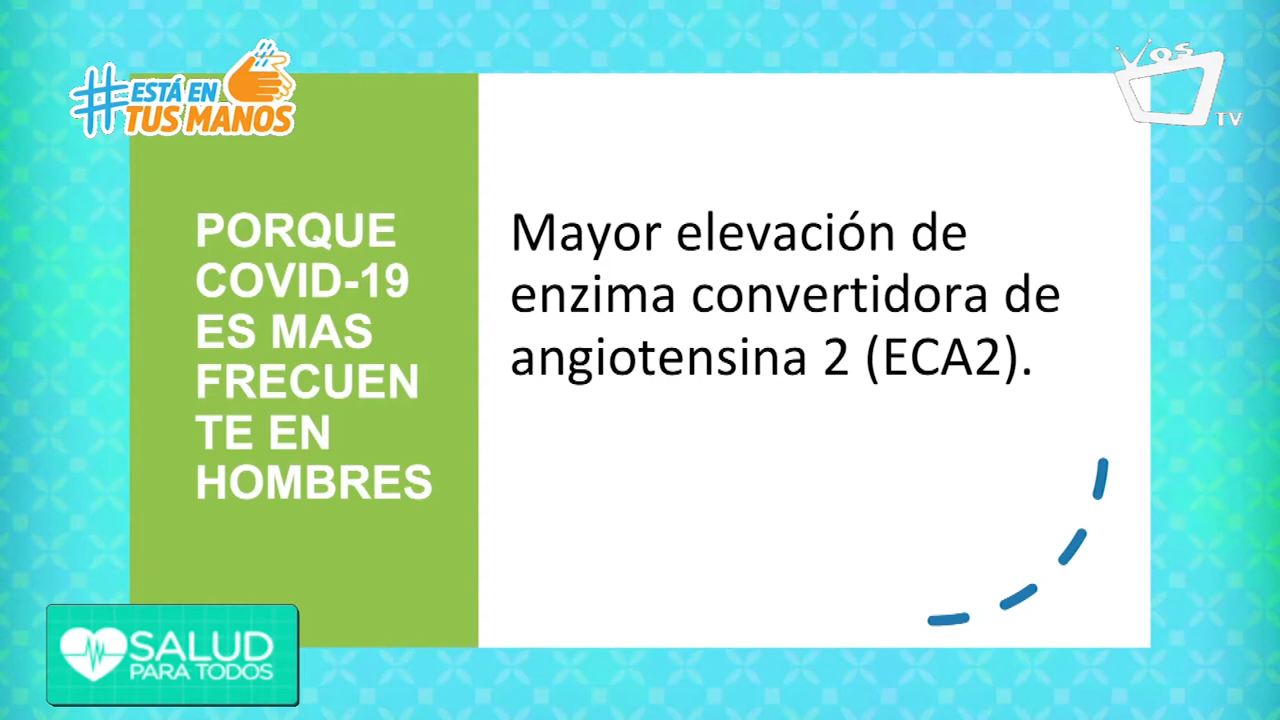 #ESTÁ EN
TUS MANOS
VOS
TV
PORQUE
COVID-19
ES MAS
FRECUEN
TE EN
HOMBRES
Mayor elevación de
enzima convertidora de
angiotensina 2 (ECA2).
SALUD
PARA TODOS